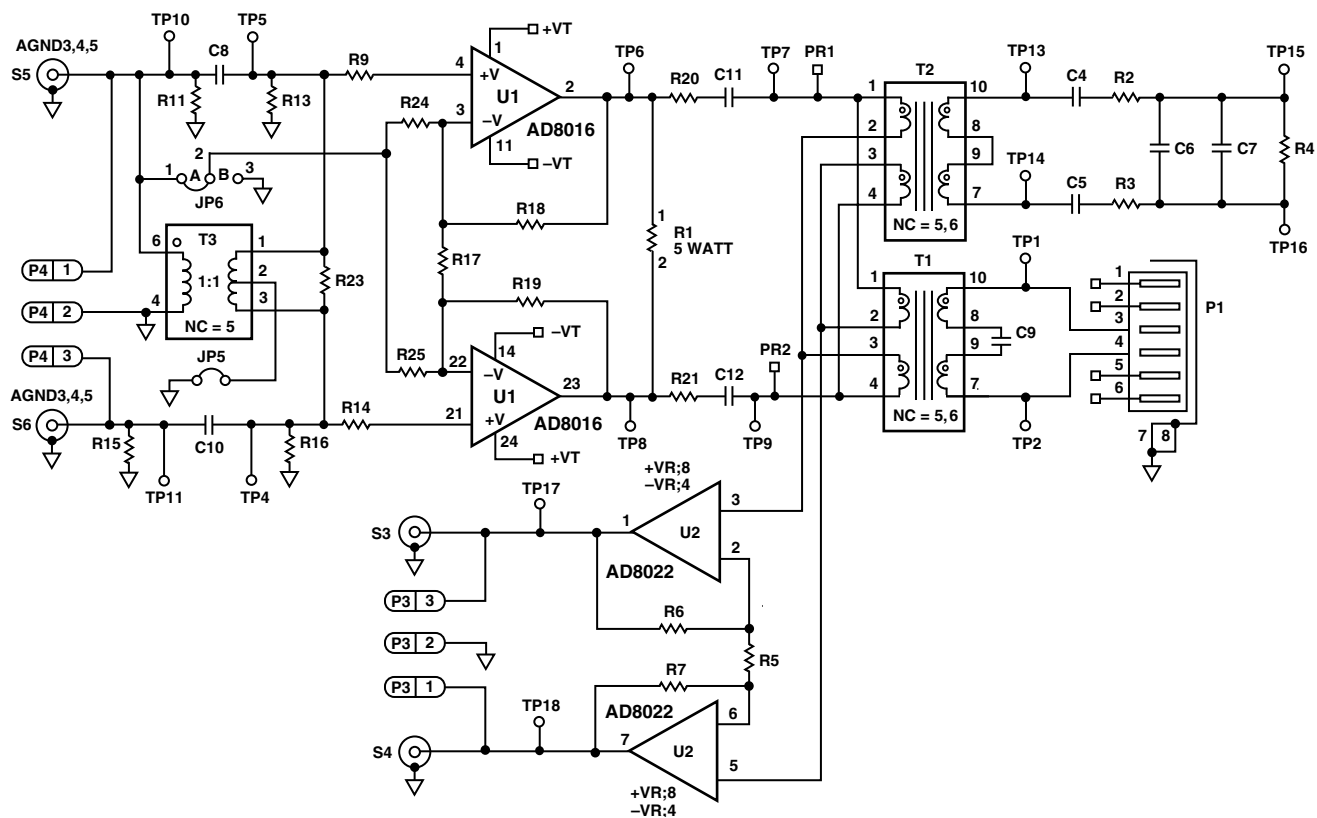 TP10
TP5
AGND3,4,5
C8
S5
R11
R13
R9
R24
4
+V
1
+VT
U1
2
3
–V
AD8016
11
–VT
TP6
R20
C11
TP7
PR1
T2
1
2
3
4
10
8
9
7
NC = 5,6
TP13
C4
R2
TP15
C6
C7
R4
TP14
C5
R3
TP16
2
1
A
B
3
JP6
R18
R17
R19
1
R1
5 WATT
2
6
T3
1
1:1
2
3
4
NC = 5
R23
P4 1
P4 2
P4 3
JP5
AGND3,4,5
S6
R15
C10
R16
R14
TP11
TP4
R25
22
–V
14
–VT
U1
23
21
+V
AD8016
24
+VT
R21
C12
PR2
TP8
TP9
T1
1
2
3
4
10
8
9
7
NC = 5,6
C9
TP1
TP2
1
2
3
4
5
6
P1
7
8
TP17
S3
1
+VR;8
–VR;4
U2
3
2
AD8022
P3 3
P3 2
P3 1
R6
R5
R7
TP18
S4
AD8022
7
6
U2
5
+VR;8
–VR;4